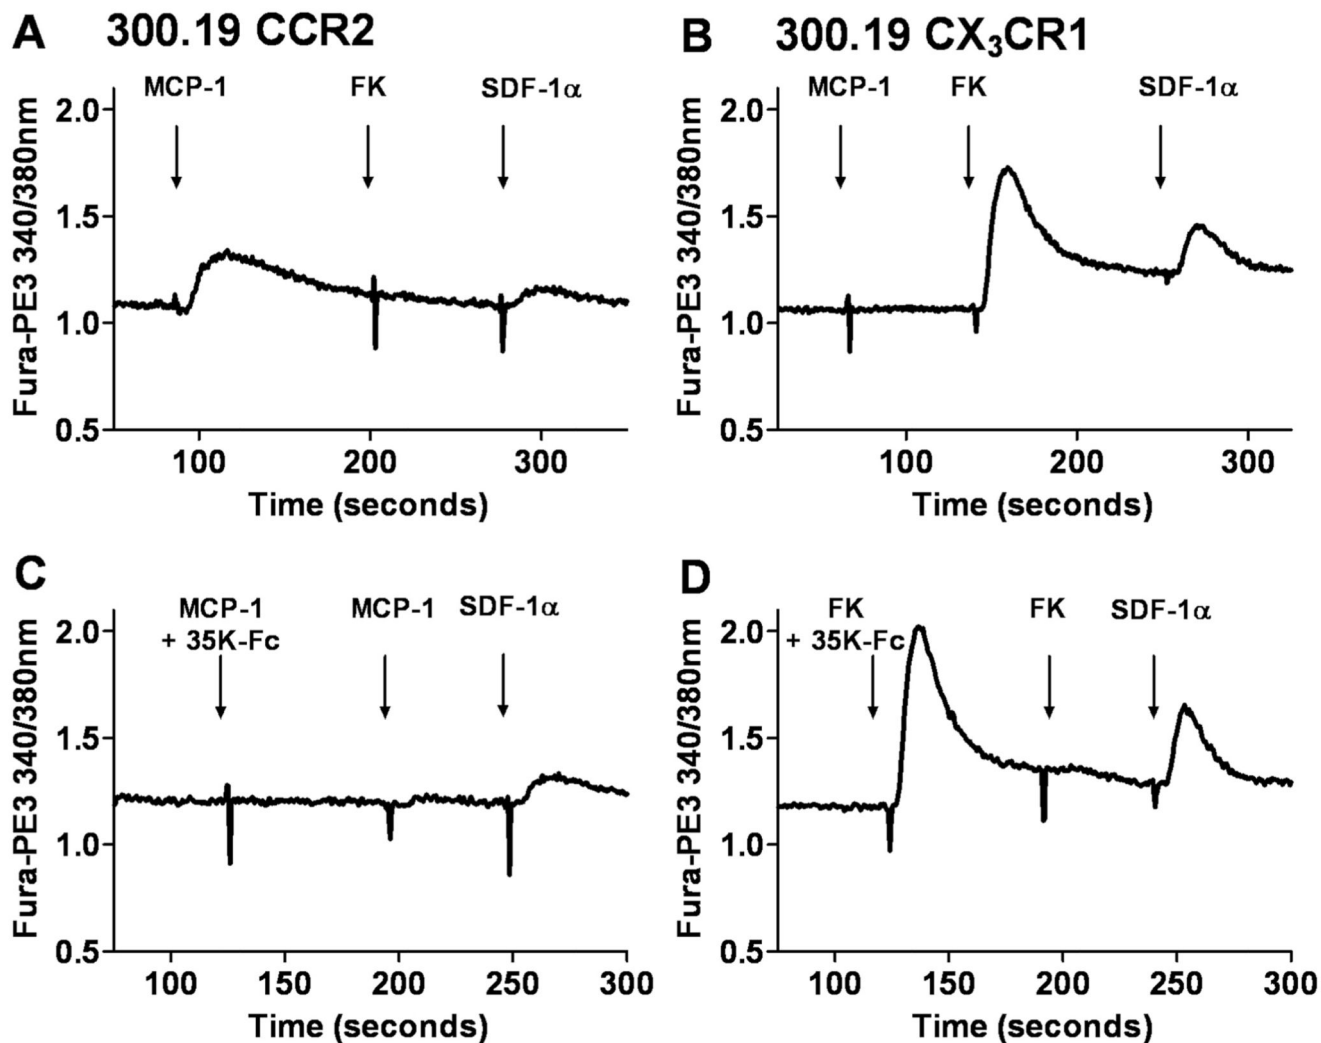 A 300.19 CCR2
MCP-1 FK SDF-1α
Fura-PE3 340/380nm
2.0
1.5
1.0
0.5
100 200 300
Time (seconds)
B 300.19 CX₃CR1
MCP-1 FK SDF-1α
Fura-PE3 340/380nm
2.0
1.5
1.0
0.5
100 200 300
Time (seconds)
C
MCP-1 MCP-1 SDF-1α
+ 35K-Fc
Fura-PE3 340/380nm
2.0
1.5
1.0
0.5
100 150 200 250 300
Time (seconds)
D
FK FK SDF-1α
+ 35K-Fc
Fura-PE3 340/380nm
2.0
1.5
1.0
0.5
100 150 200 250 300
Time (seconds)